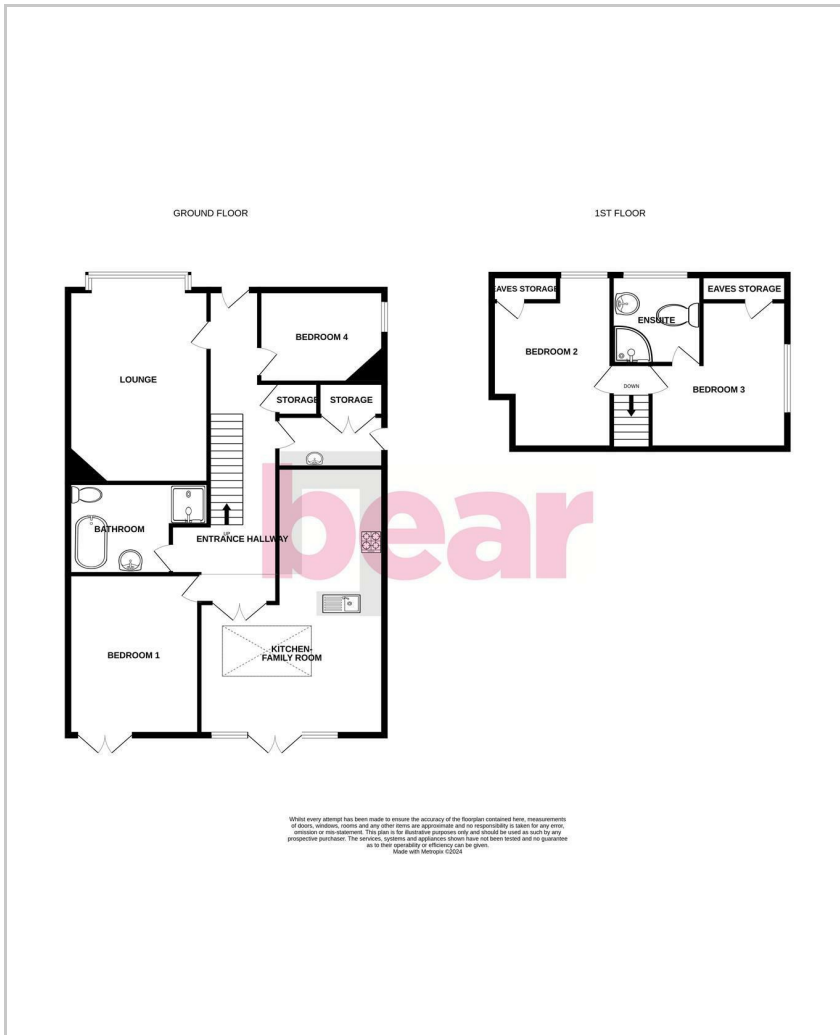 GROUND FLOOR
1ST FLOOR
LOUNGE
BEDROOM 4
STORAGE
STORAGE
BATHROOM
UP
ENTRANCE HALLWAY
BEDROOM 1
KITCHEN-
FAMILY ROOM
EAVES STORAGE
EAVES STORAGE
ENSUITE
BEDROOM 2
DOWN
BEDROOM 3
bear
Whilst every attempt has been made to ensure the accuracy of the floorplan contained here, measurements
of doors, windows, rooms and any other items are approximate and no responsibility is taken for any error,
omission or mis-statement. This plan is for illustrative purposes only and should be used as such by any
prospective purchaser. The services, systems and appliances shown have not been tested and no guarantee
as to their operability or efficiency can be given.
Made with Metropix ©2024